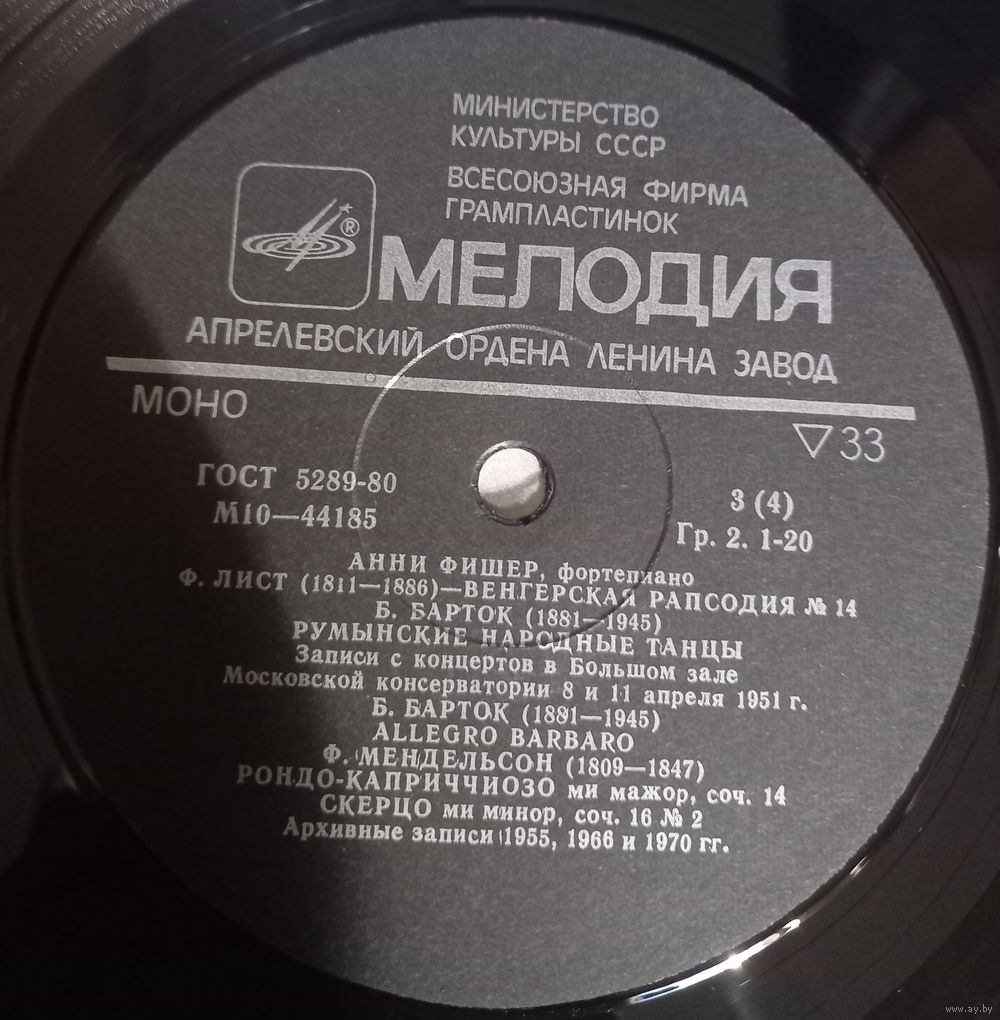 МИНИСТЕРСТВО
КУЛЬТУРЫ СССР
ВСЕСОЮЗНАЯ ФИРМА
ГРАМПЛАСТИНОК
®
МЕЛОДИЯ
АПРЕЛЕВСКИЙ ОРДЕНА ЛЕНИНА ЗАВОД
МОНО
▽33
ГОСТ 5289-80
3 (4)
М10—44185
Гр. 2. 1-20
АННИ ФИШЕР, фортепиано
Ф. ЛИСТ (1811—1886)—ВЕНГЕРСКАЯ РАПСОДИЯ № 14
Б. БАРТОК (1881—1945)
РУМЫНСКИЕ НАРОДНЫЕ ТАНЦЫ
Записи с концертов в Большом зале
Московской консерватории 8 и 11 апреля 1951 г.
Б. БАРТОК (1881—1945)
ALLEGRO BARBARO
Ф. МЕНДЕЛЬСОН (1809—1847)
РОНДО-КАПРИЧЧИОЗО ми мажор, соч. 14
СКЕРЦО ми минор, соч. 16 № 2
Архивные записи 1955, 1966 и 1970 гг.
www.ay.by